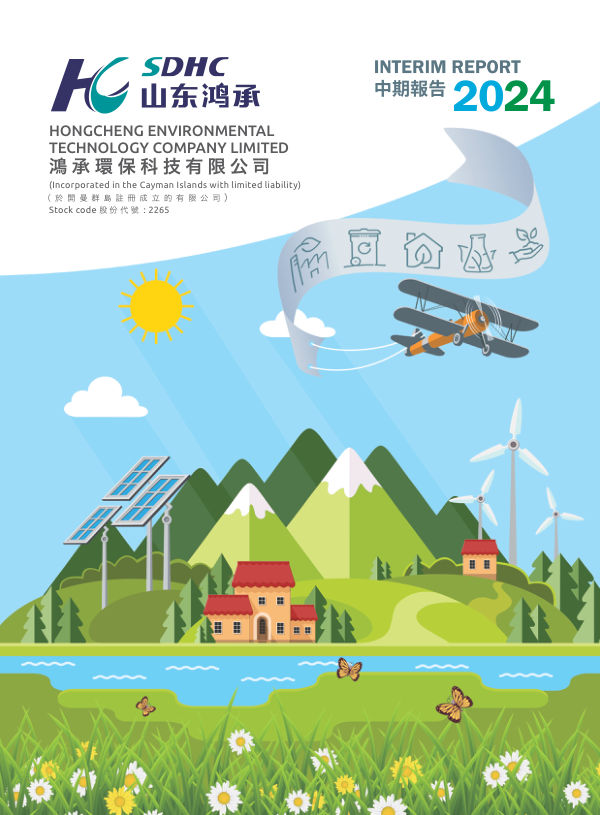 SDHC
山东鸿承
INTERIM REPORT
中期報告 2024
HONGCHENG ENVIRONMENTAL
TECHNOLOGY COMPANY LIMITED
鴻承環保科技有限公司
(Incorporated in the Cayman Islands with limited liability)
（於開曼群島註冊成立的有限公司）
Stock code 股份代號 : 2265